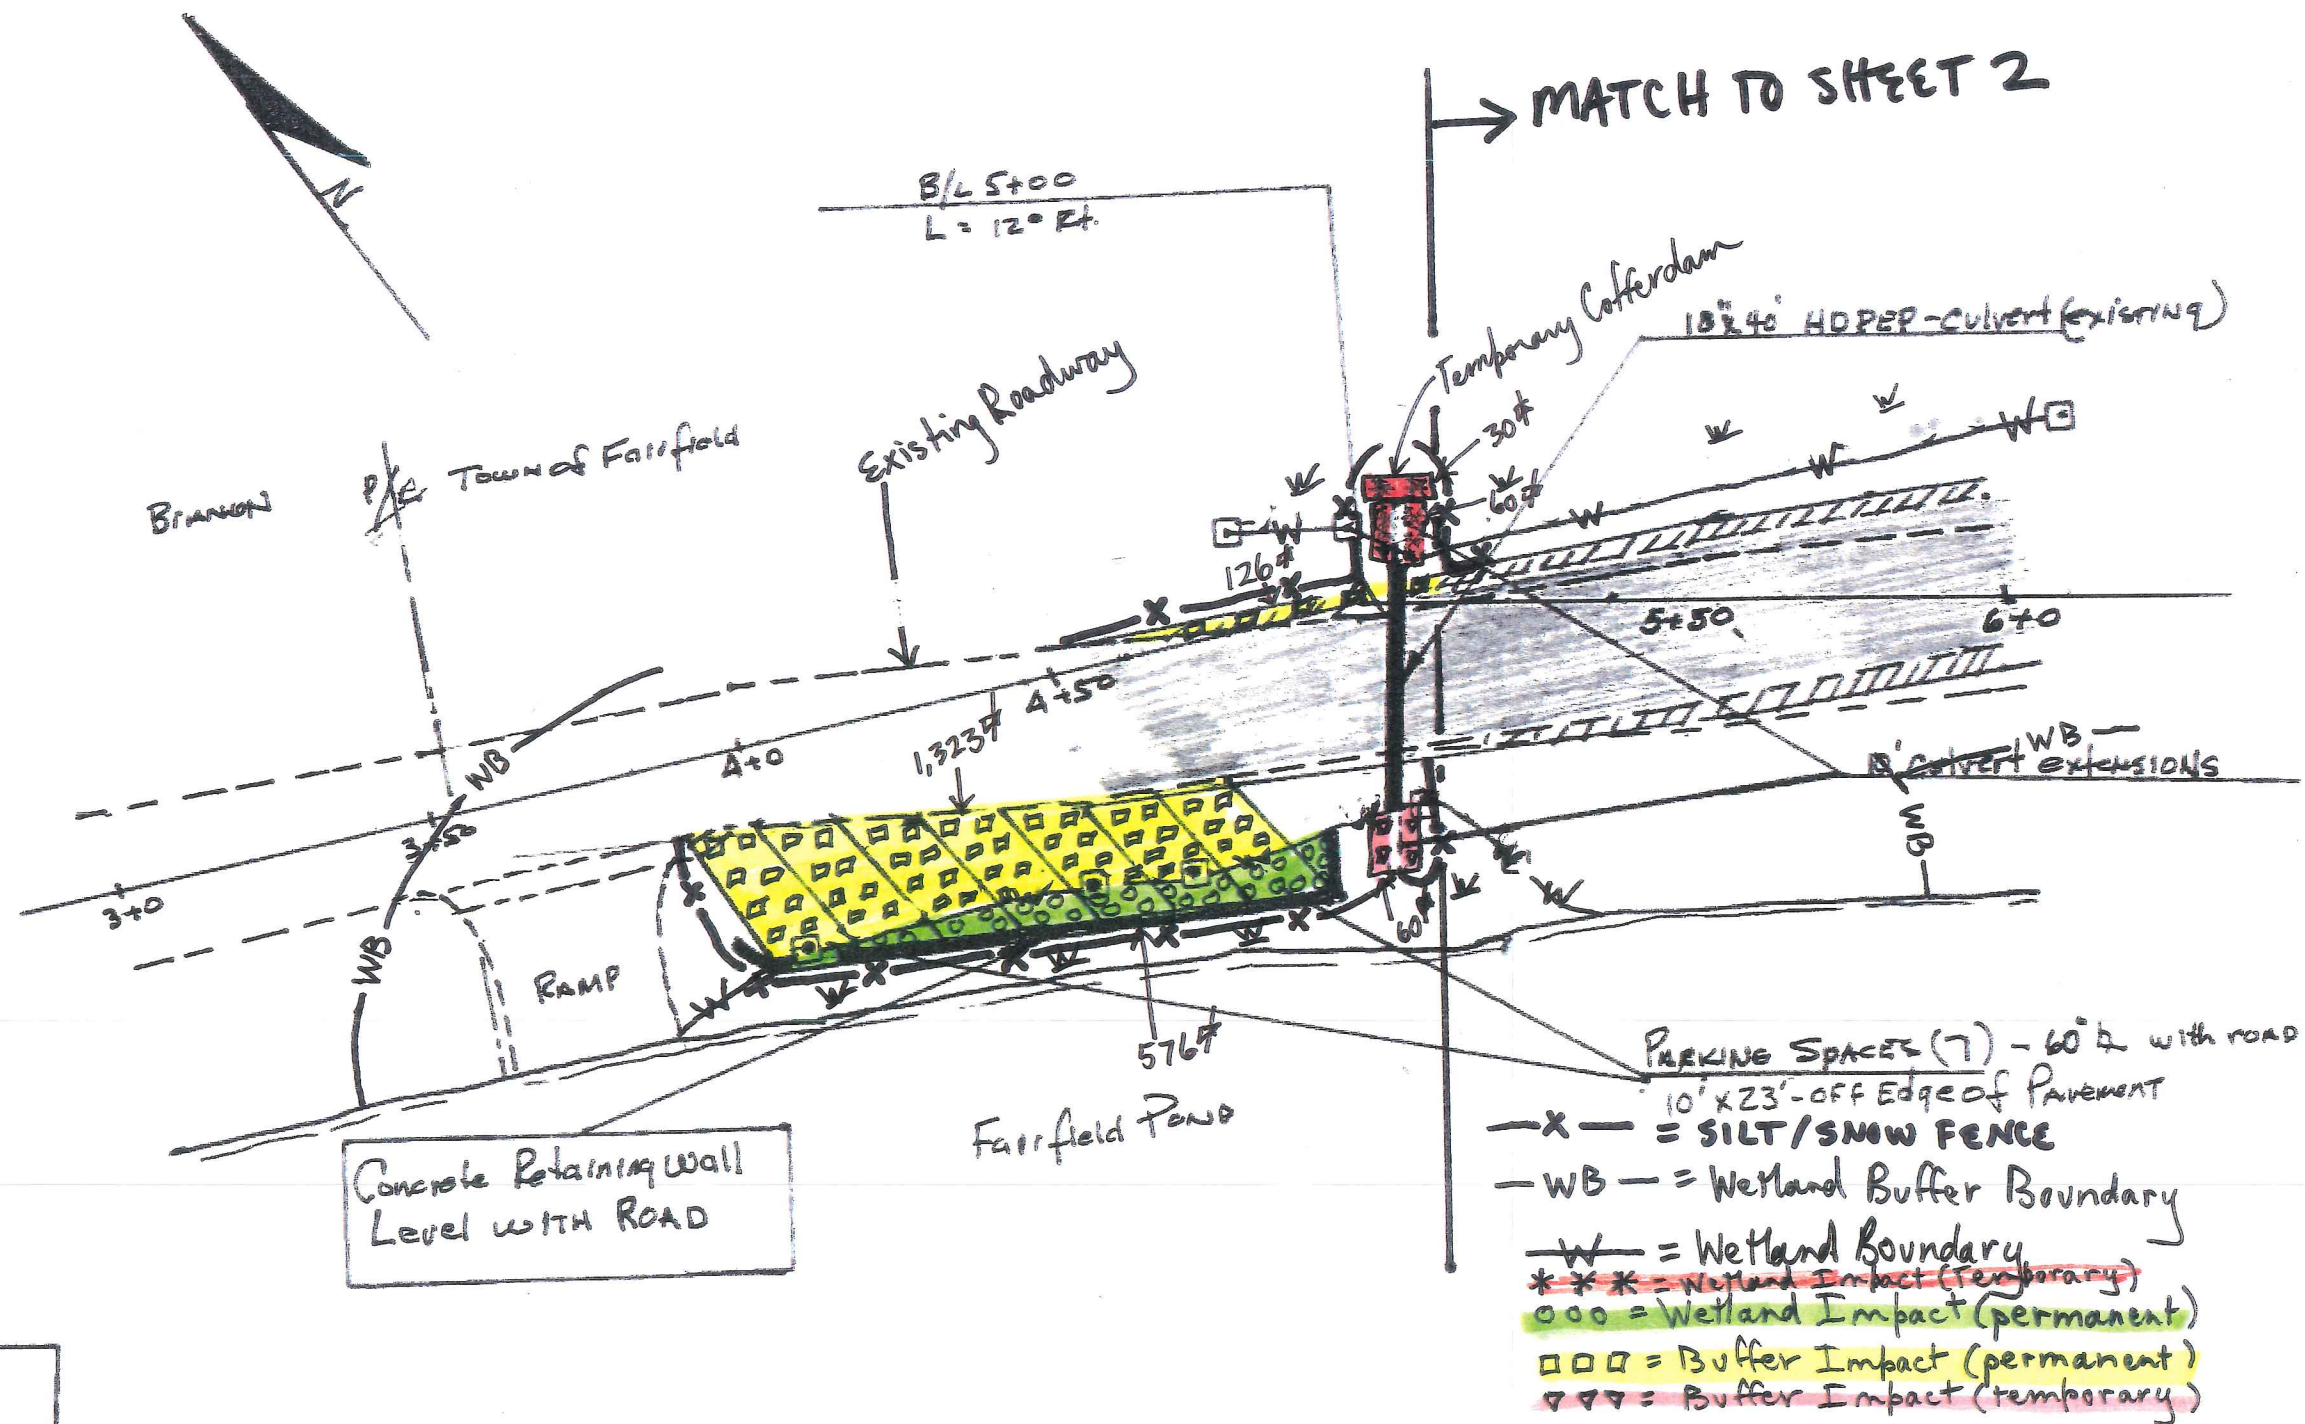 MATCH TO SHEET 2
N
B/L 5+00
L = 12° Rt.
Temporary Cofferdam
18"x40' HDPEP-Culvert (existing)
Existing Roadway
Town of Fairfield
30#
60#
W
W
W
W
W
W
W
126#
X
X
X
X
5+50
6+0
4+50
1,323#
4+0
WB
WB
WB
culvert extensions
3+50
3+0
WB
RAMP
X
X
X
X
X
X
W
W
W
W
W
W
60#
576#
Fairfield Pond
Concrete Retaining Wall
Level with ROAD
PARKING SPACES (7) - 60° ∠ with road
10' x 23' - off Edge of Pavement
—X— = SILT/SNOW FENCE
—WB— = Wetland Buffer Boundary
—W— = Wetland Boundary
* * * = Wetland Impact (Temporary)
○○○ = Wetland Impact (permanent)
□□□ = Buffer Impact (permanent)
▽▽▽ = Buffer Impact (temporary)